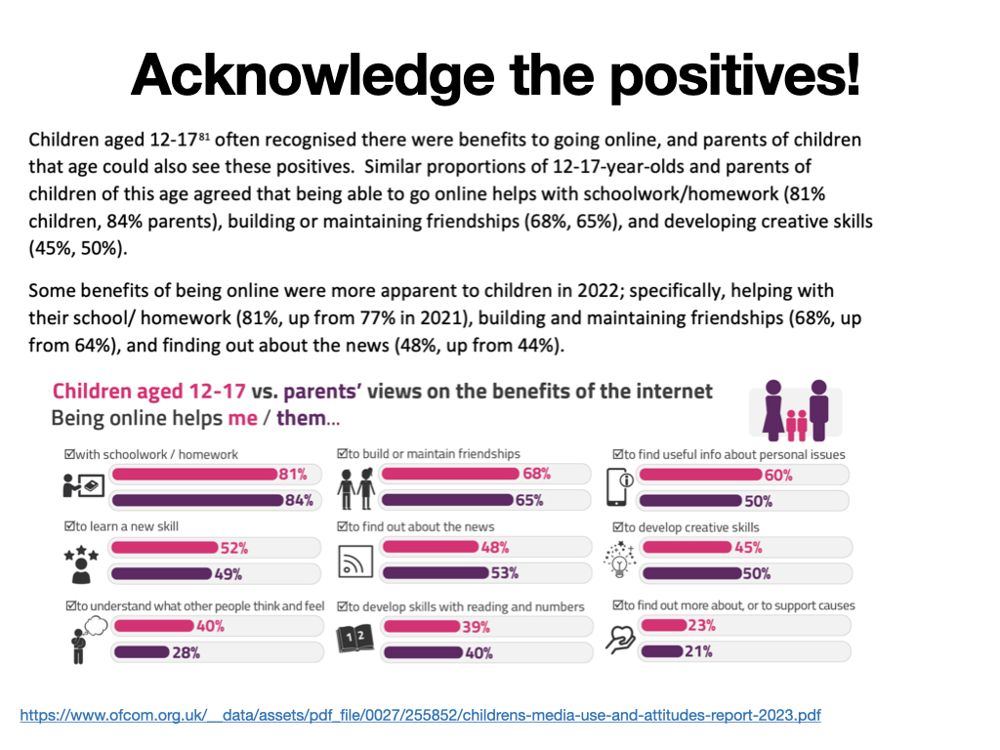 Acknowledge the positives!
Children aged 12-17⁸¹ often recognised there were benefits to going online, and parents of children
that age could also see these positives. Similar proportions of 12-17-year-olds and parents of
children of this age agreed that being able to go online helps with schoolwork/homework (81%
children, 84% parents), building or maintaining friendships (68%, 65%), and developing creative skills
(45%, 50%).
Some benefits of being online were more apparent to children in 2022; specifically, helping with
their school/ homework (81%, up from 77% in 2021), building and maintaining friendships (68%, up
from 64%), and finding out about the news (48%, up from 44%).
Children aged 12-17 vs. parents' views on the benefits of the internet
Being online helps me / them...
☑with schoolwork / homework
81%
84%
☑to build or maintain friendships
68%
65%
☑to find useful info about personal issues
60%
50%
☑to learn a new skill
52%
49%
☑to find out about the news
48%
53%
☑to develop creative skills
45%
50%
☑to understand what other people think and feel
40%
28%
☑to develop skills with reading and numbers
1 2
39%
40%
☑to find out more about, or to support causes
23%
21%
https://www.ofcom.org.uk/__data/assets/pdf_file/0027/255852/childrens-media-use-and-attitudes-report-2023.pdf